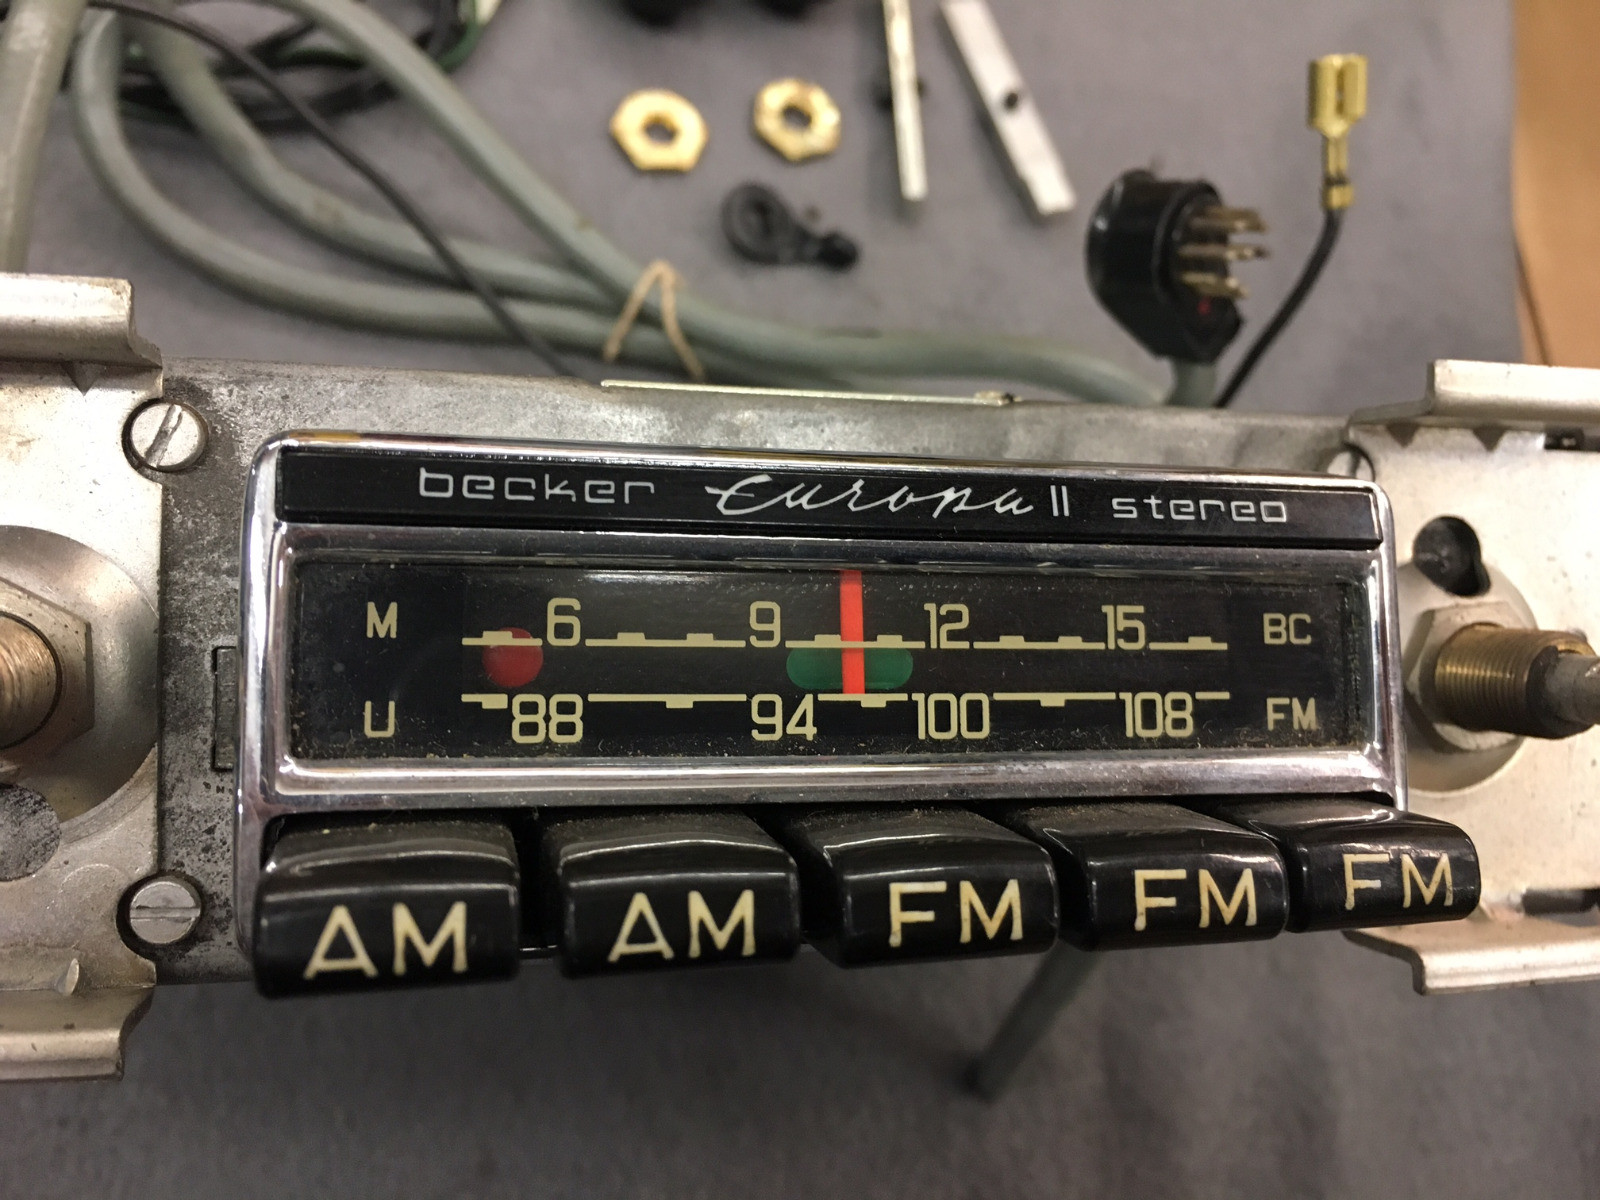 becker Europa II stereo
M 6 9 12 15 BC
U 88 94 100 108 FM
AM AM FM FM FM